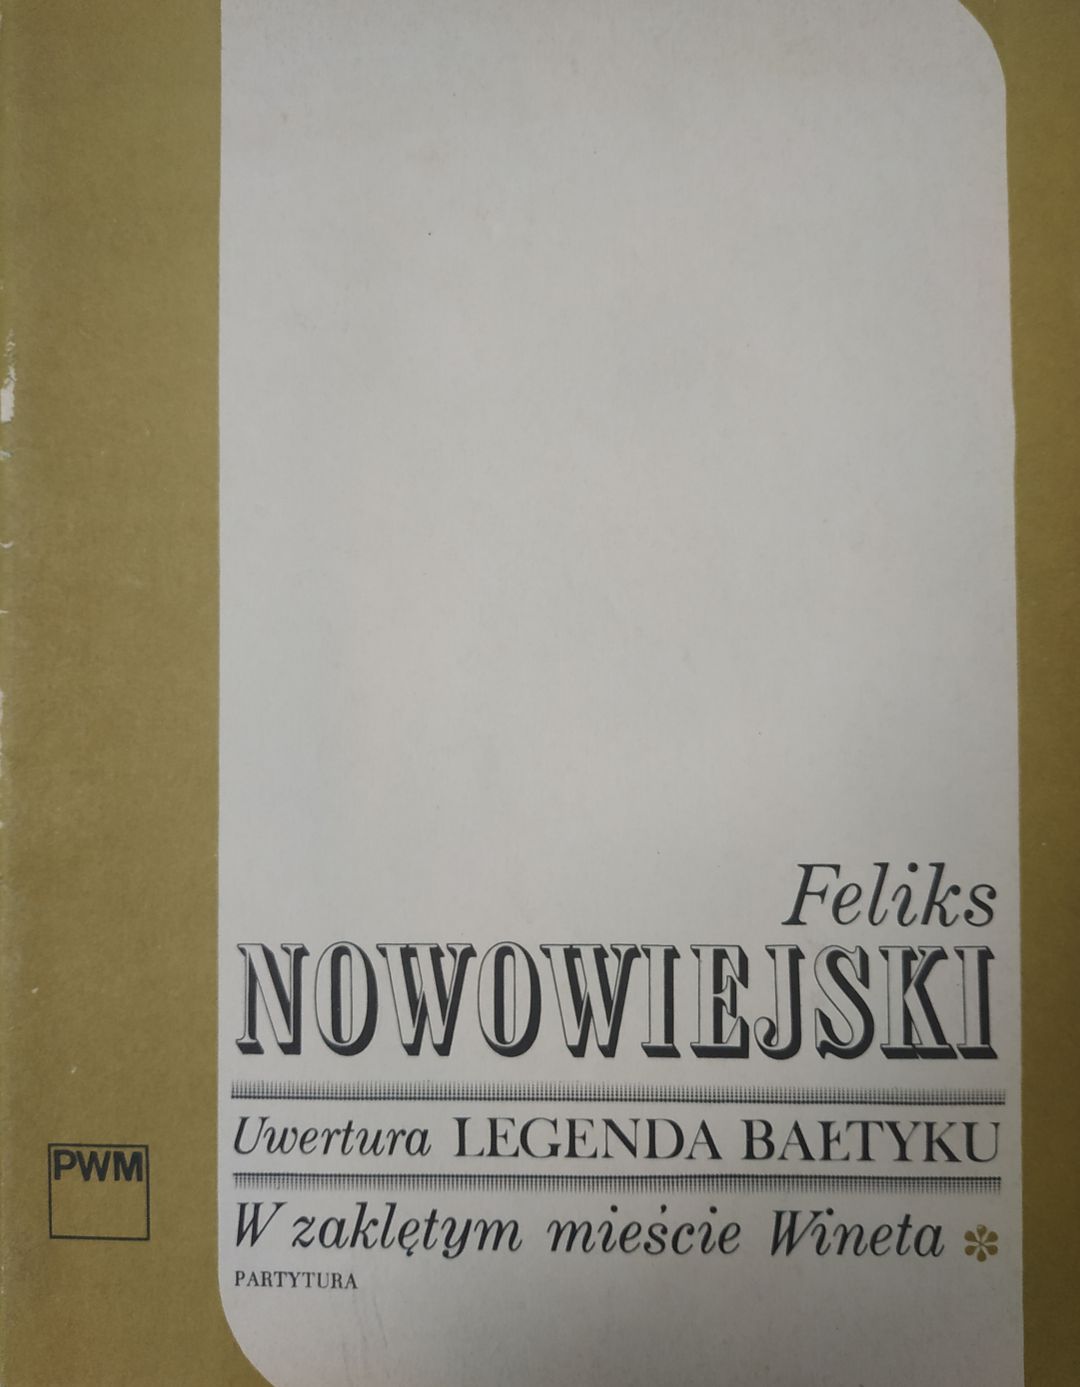 Feliks
NOWOWIEJSKI
Uwertura LEGENDA BAŁTYKU
W zaklętym mieście Wineta
PARTYTURA
PWM